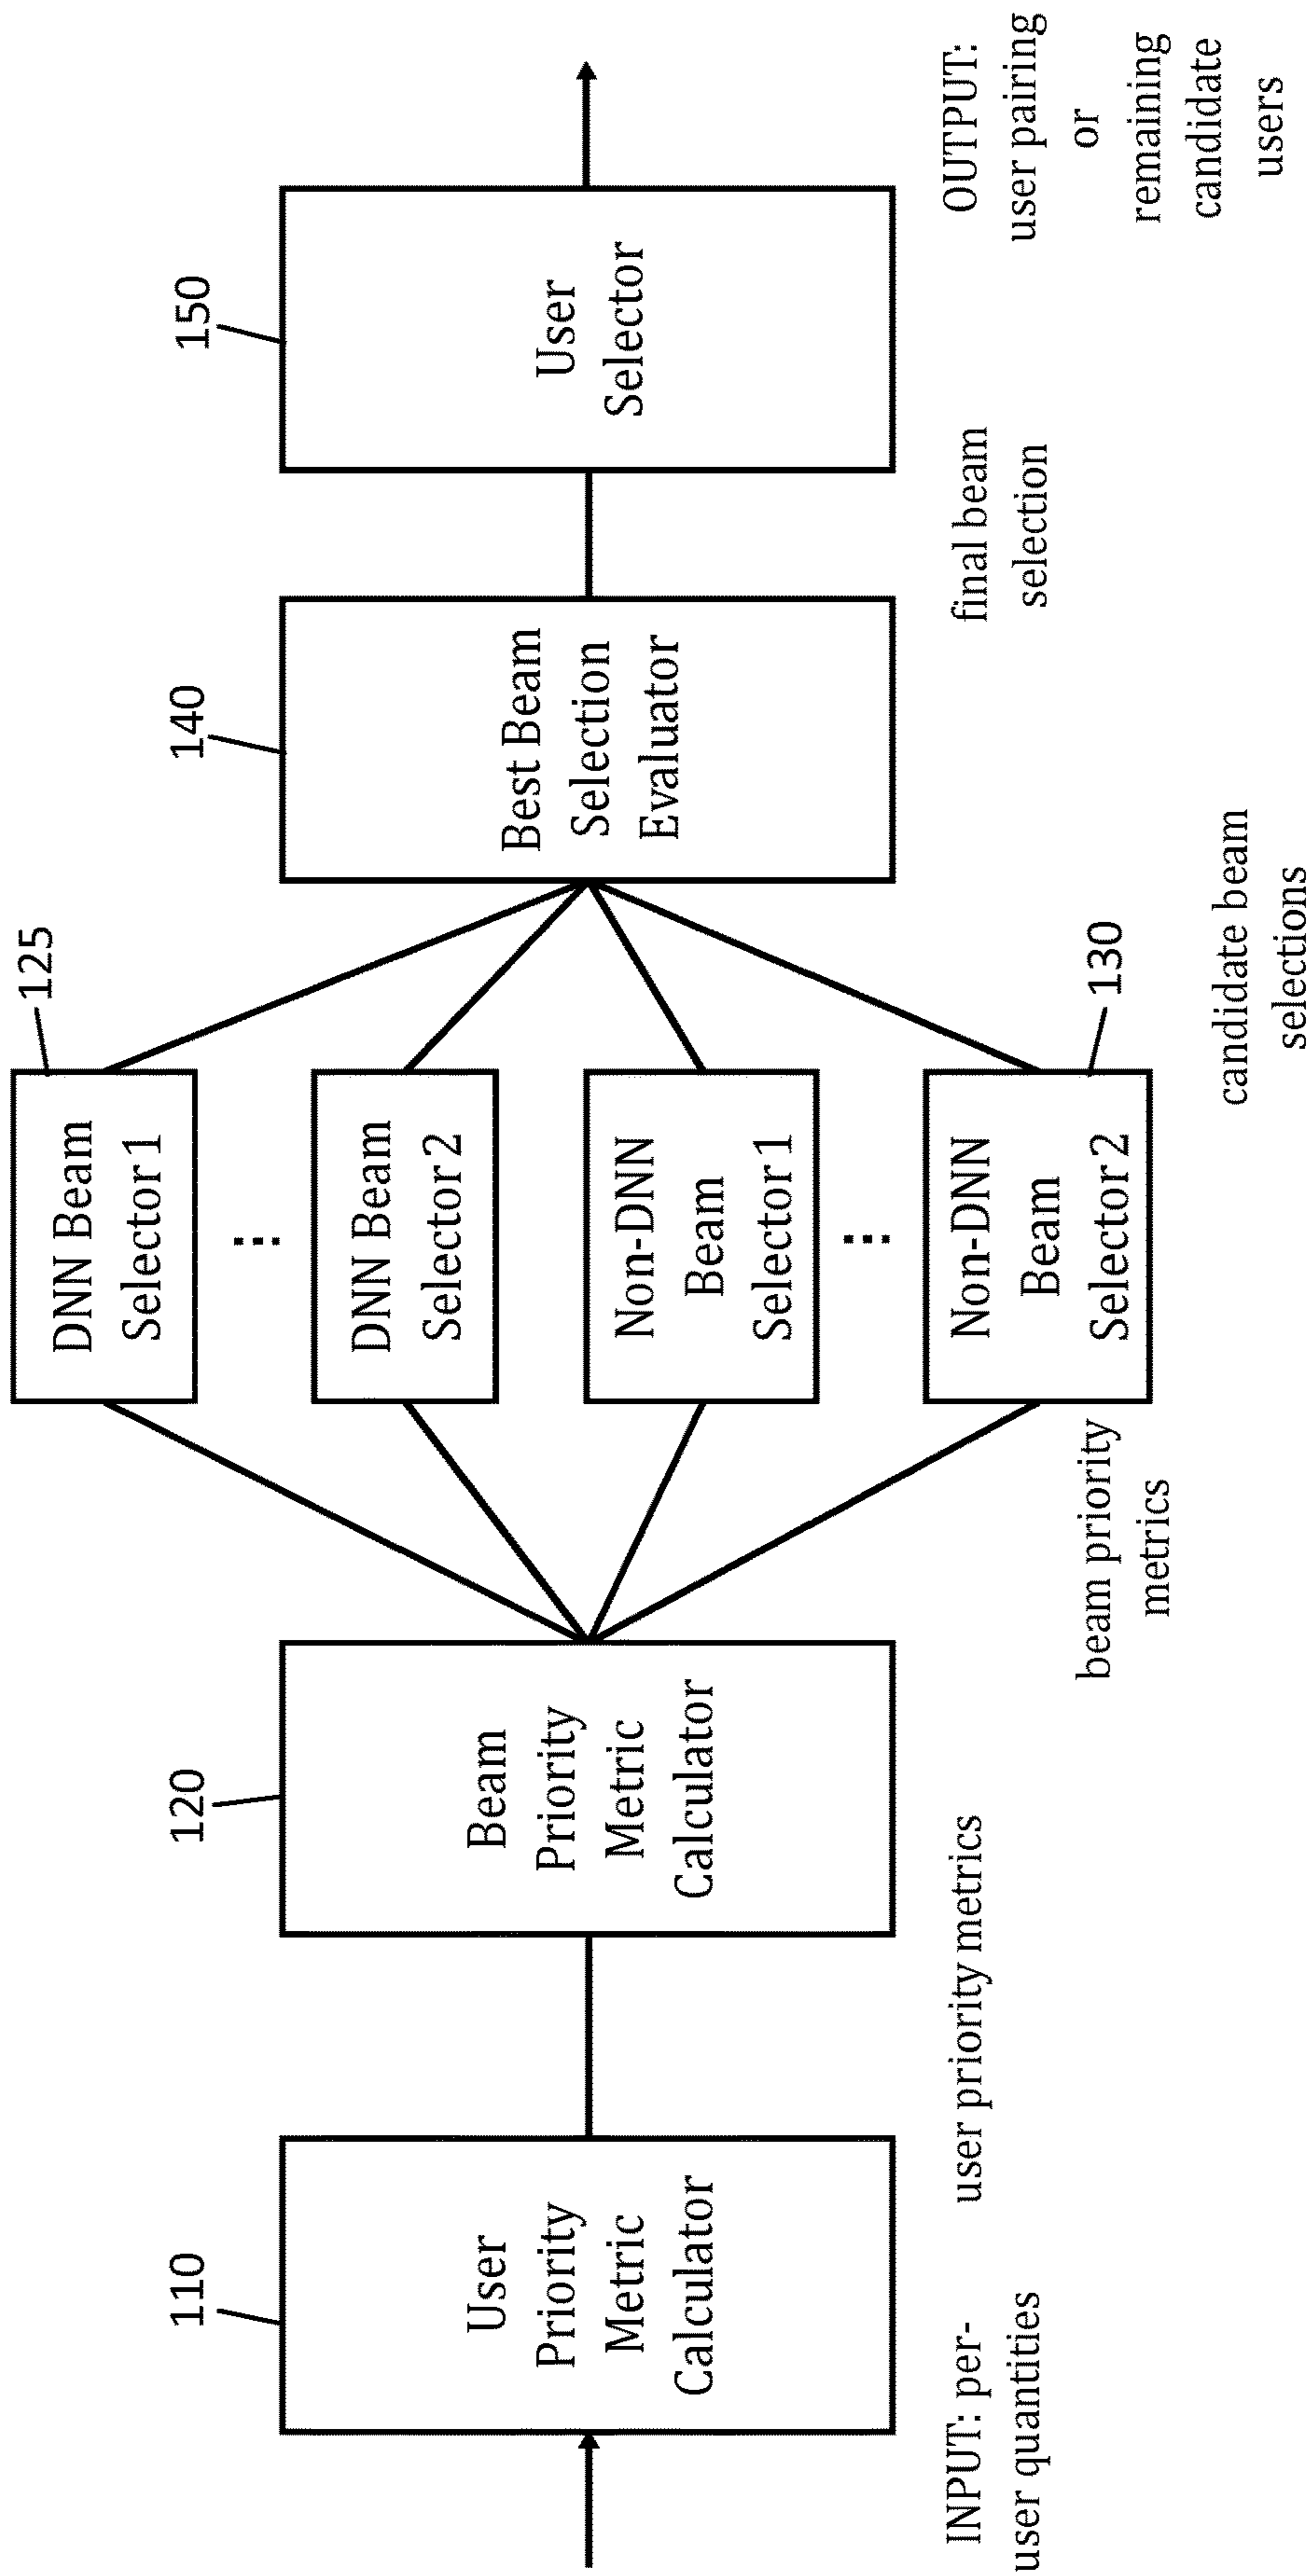 110
User
Priority
Metric
Calculator
INPUT: per-
user quantities
user priority metrics
120
Beam
Priority
Metric
Calculator
beam priority
metrics
125
DNN Beam
Selector 1
...
DNN Beam
Selector 2
Non-DNN
Beam
Selector 1
...
Non-DNN
Beam
Selector 2
130
candidate beam
selections
140
Best Beam
Selection
Evaluator
final beam
selection
150
User
Selector
OUTPUT:
user pairing
or
remaining
candidate
users